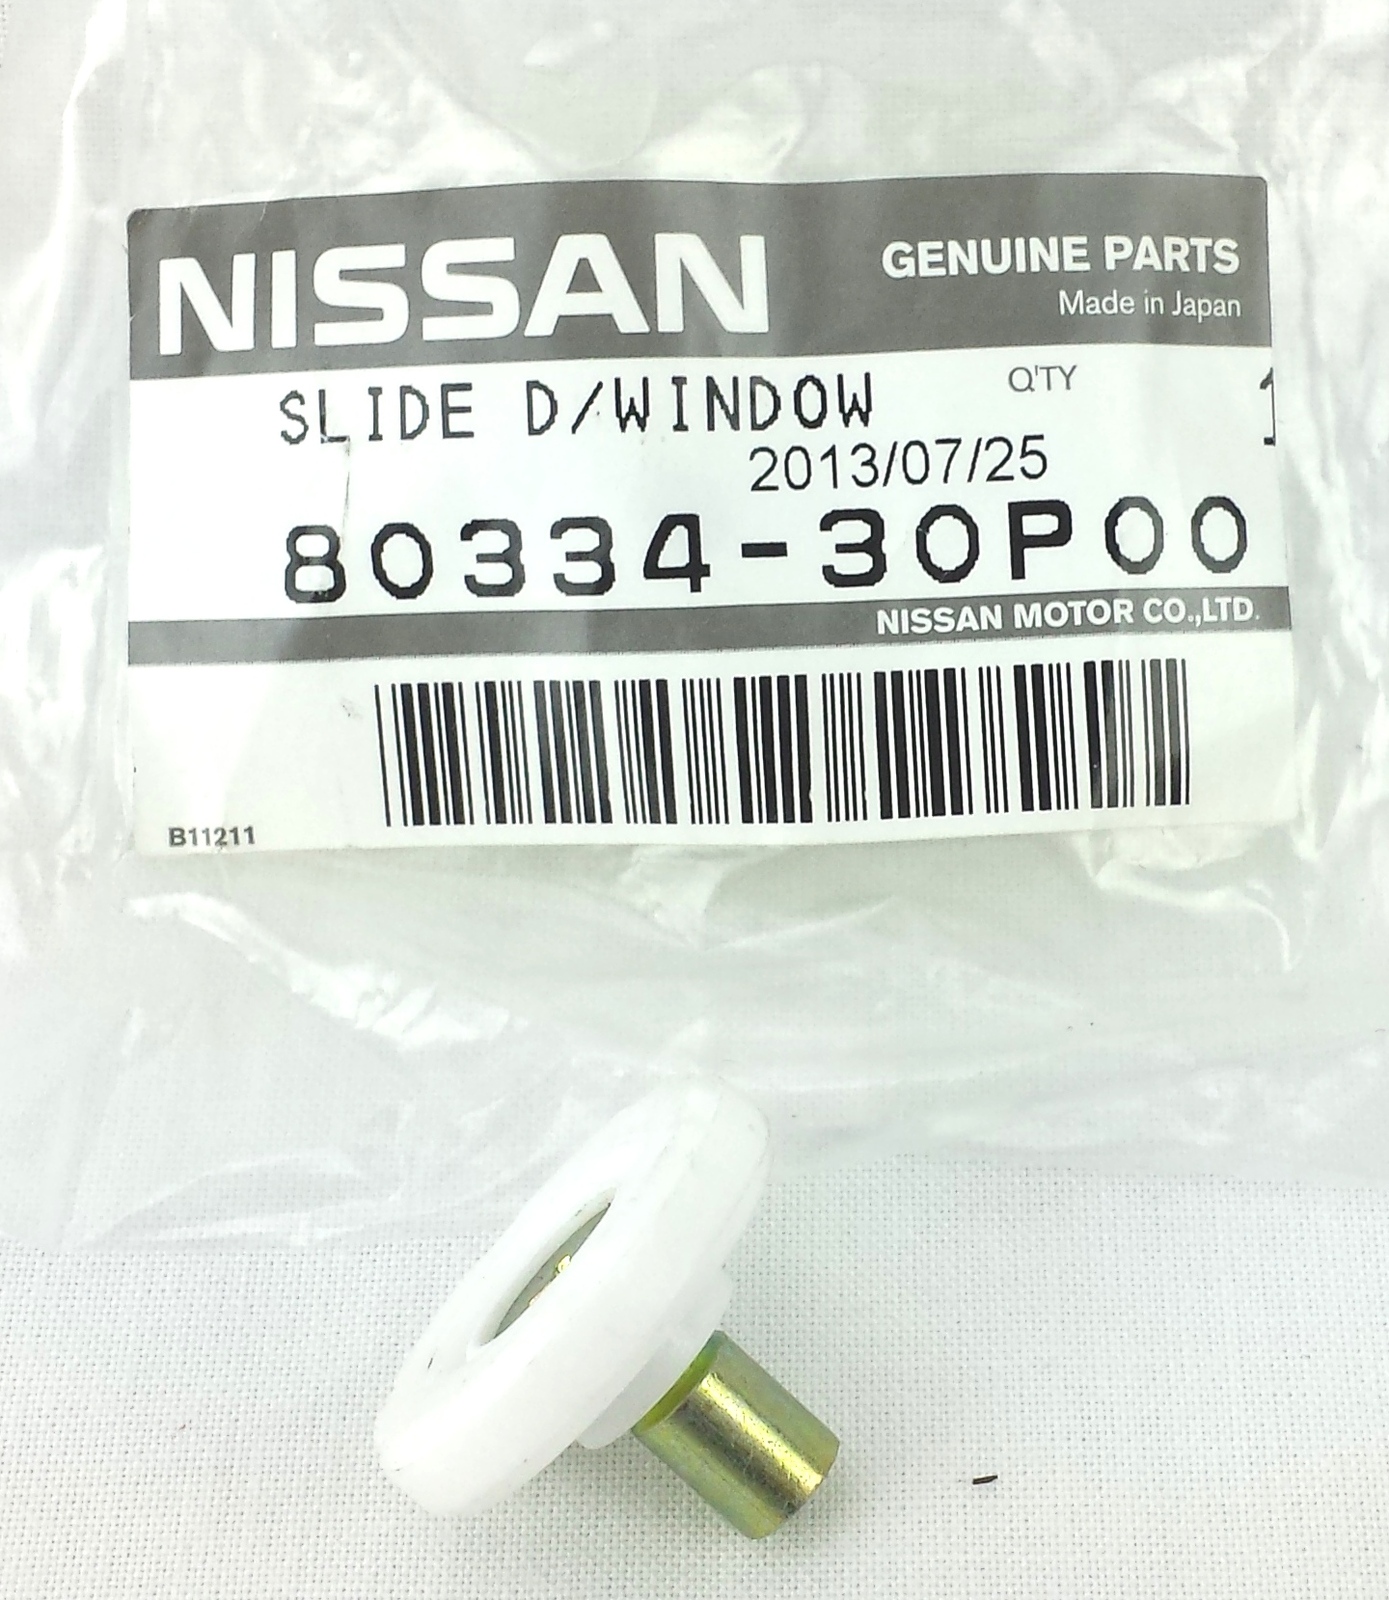 NISSAN GENUINE PARTS
Made in Japan
SLIDE D/WINDOW Q'TY 1
2013/07/25
80334-30P00
NISSAN MOTOR CO.,LTD.
B11211